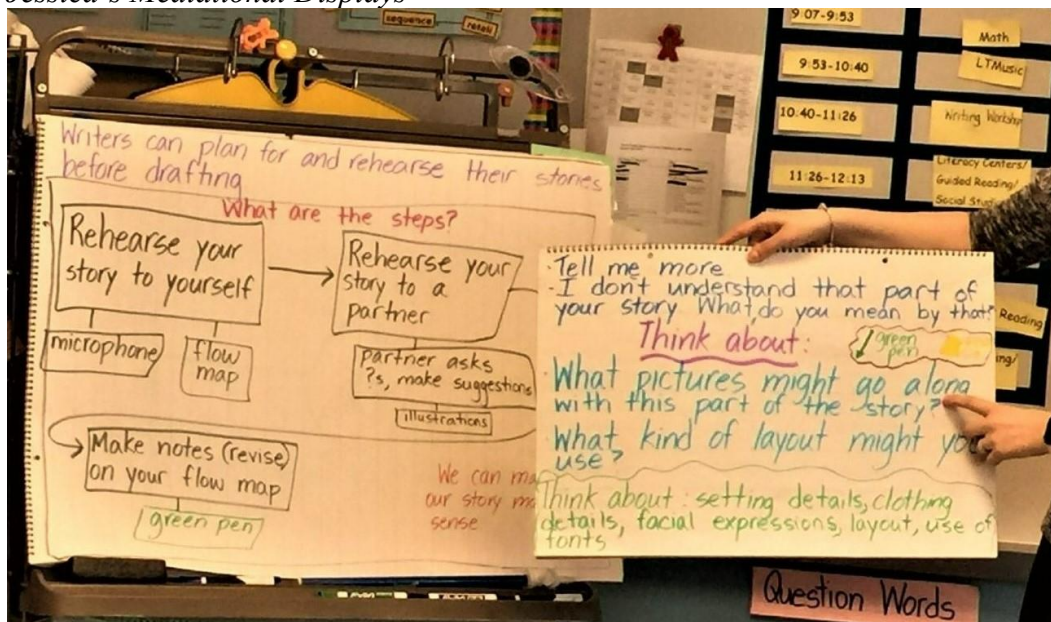 Jessica's Mediational Displays
sequence
retell
9:07-9:53
Math
9:53-10:40
LTMusic
10:40-11:26
Writing Workshop
11:26-12:13
Literacy Centers/
Guided Reading/
Social
Reading
Writers can plan for and rehearse their stories
before drafting
What are the steps?
Rehearse your
story to yourself
microphone
flow
map
Rehearse your
story to a
partner
partner asks
?s, make suggestions
illustrations
Make notes (revise)
on your flow map
green pen
We can
our story
sense
· Tell me more
· I don't understand that part of
your story What do you mean by that?
Think about:
green
pen
· What pictures might go along
with this part of the story?
· What kind of layout might you
use?
Think about: setting details, clothing
details, facial expressions, layout, use of
fonts
Question Words